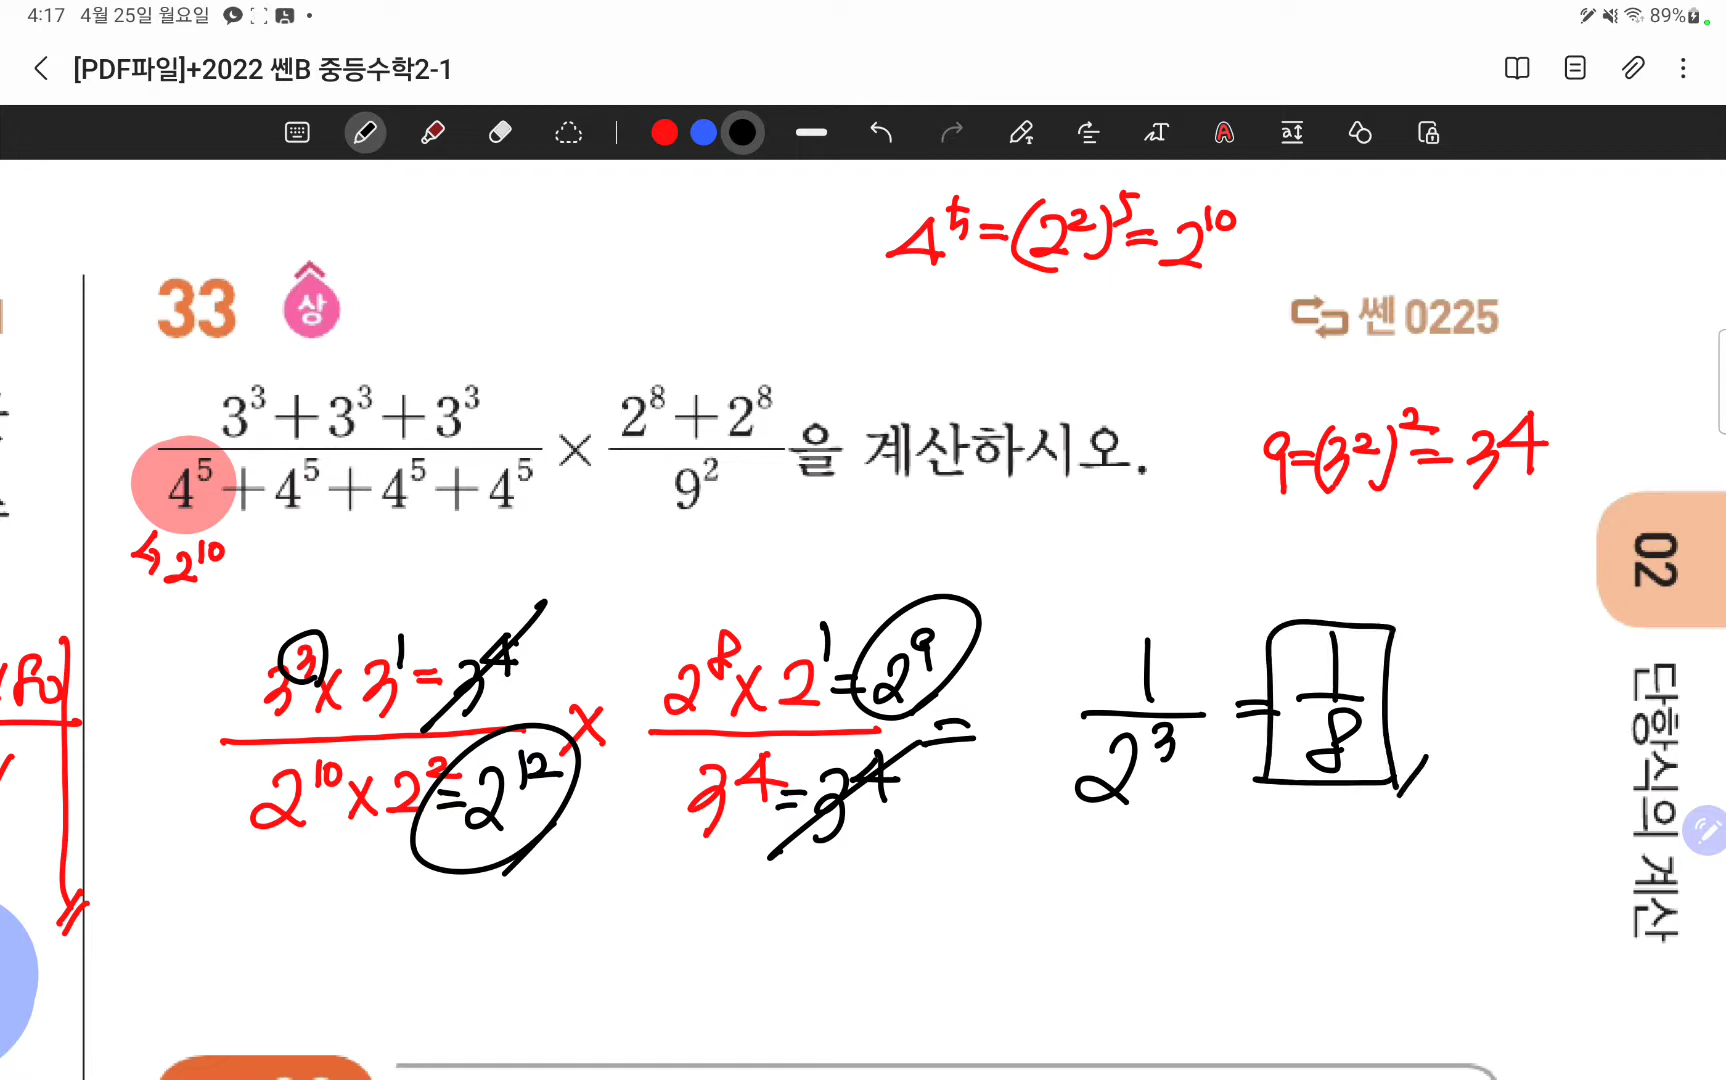 4:17 4월 25일 월요일
89%
[PDF파일]+2022 쎈B 중등수학2-1
4⁵=(2²)⁵=2¹⁰
33 상
쎈 0225
(3³+3³+3³)/(4⁵+4⁵+4⁵+4⁵) × (2⁸+2⁸)/9² 을 계산하시오.
9=(3²)²=3⁴
↳2¹⁰
(3³×3¹=3⁴)/(2¹⁰×2²=2¹²) × (2⁸×2¹=2⁹)/(3⁴=3⁴) = 1/2³ = 1/8
02
단항식의 계산